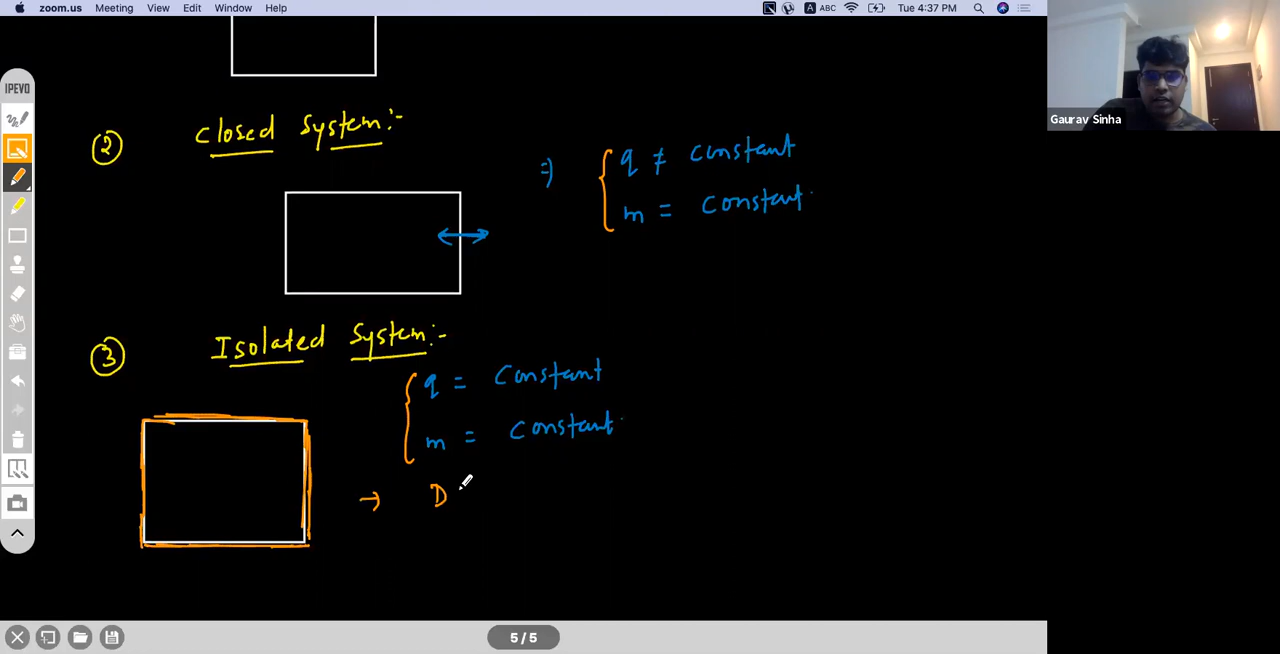 zoom.us Meeting View Edit Window Help A ABC Tue 4:37 PM
IPEVO
Gaurav Sinha
② Closed System:-
⇒ { q ≠ constant
m = constant.
③ Isolated System:-
{ q = constant
m = constant.
→ D
5 / 5